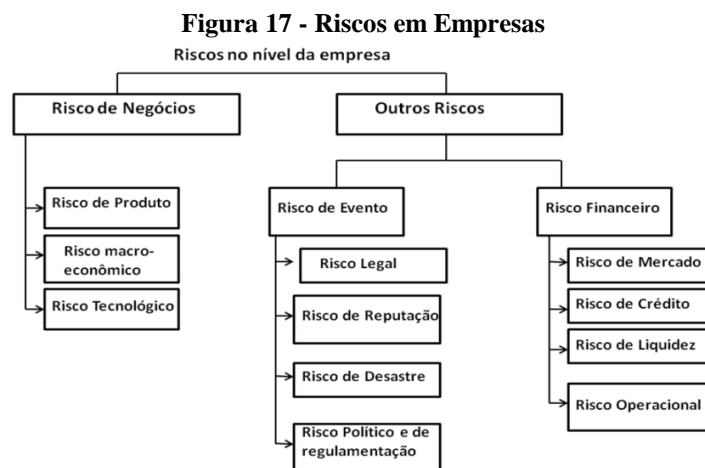 Figura 17 - Riscos em Empresas
Riscos no nível da empresa
Risco de Negócios
Outros Riscos
Risco de Produto
Risco macro-
econômico
Risco Tecnológico
Risco de Evento
Risco Legal
Risco de Reputação
Risco de Desastre
Risco Político e de
regulamentação
Risco Financeiro
Risco de Mercado
Risco de Crédito
Risco de Liquidez
Risco Operacional